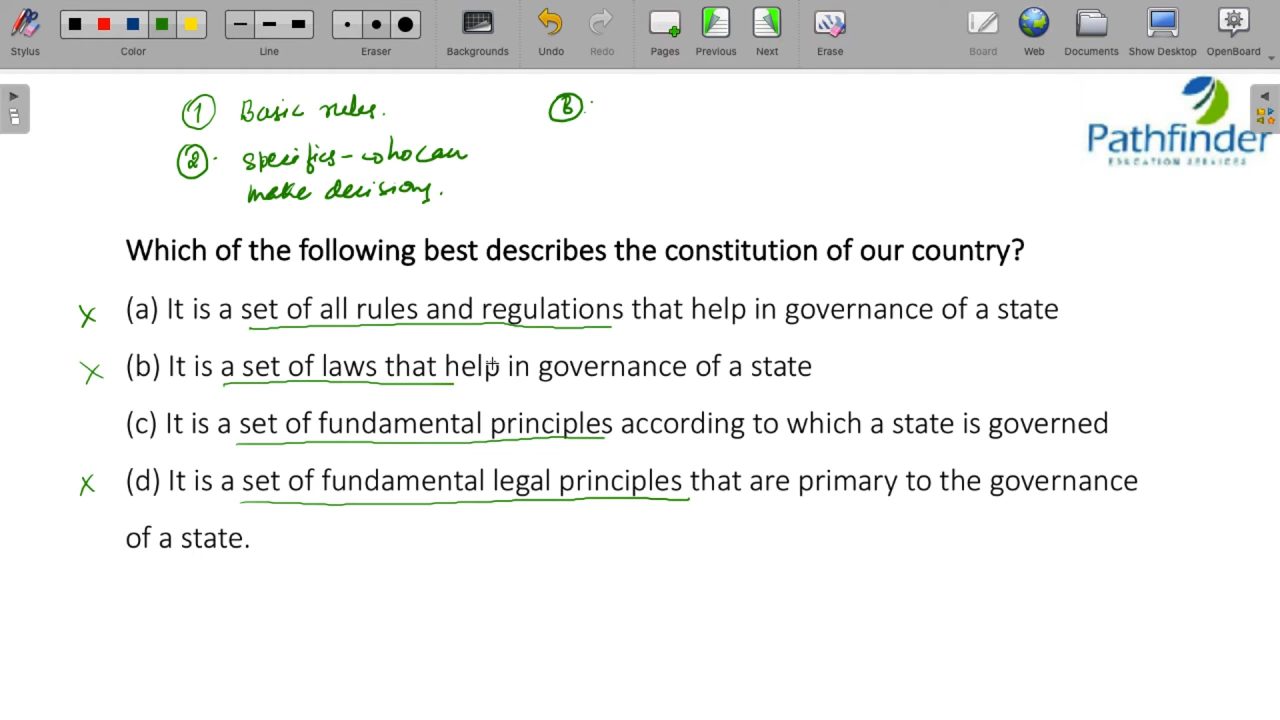 Stylus
Color
Line
Eraser
Backgrounds
Undo
Redo
Pages
Previous
Next
Erase
Board
Web
Documents
Show Desktop
OpenBoard
① Basic rules.
② Specifies - who can
make decisions.
③
Pathfinder
EDUCATION SERVICES
Which of the following best describes the constitution of our country?
x (a) It is a set of all rules and regulations that help in governance of a state
x (b) It is a set of laws that help in governance of a state
(c) It is a set of fundamental principles according to which a state is governed
x (d) It is a set of fundamental legal principles that are primary to the governance
of a state.